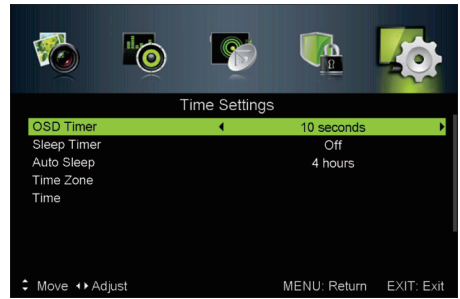 Time Settings
OSD Timer 10 seconds
Sleep Timer Off
Auto Sleep 4 hours
Time Zone
Time
Move Adjust MENU: Return EXIT: Exit